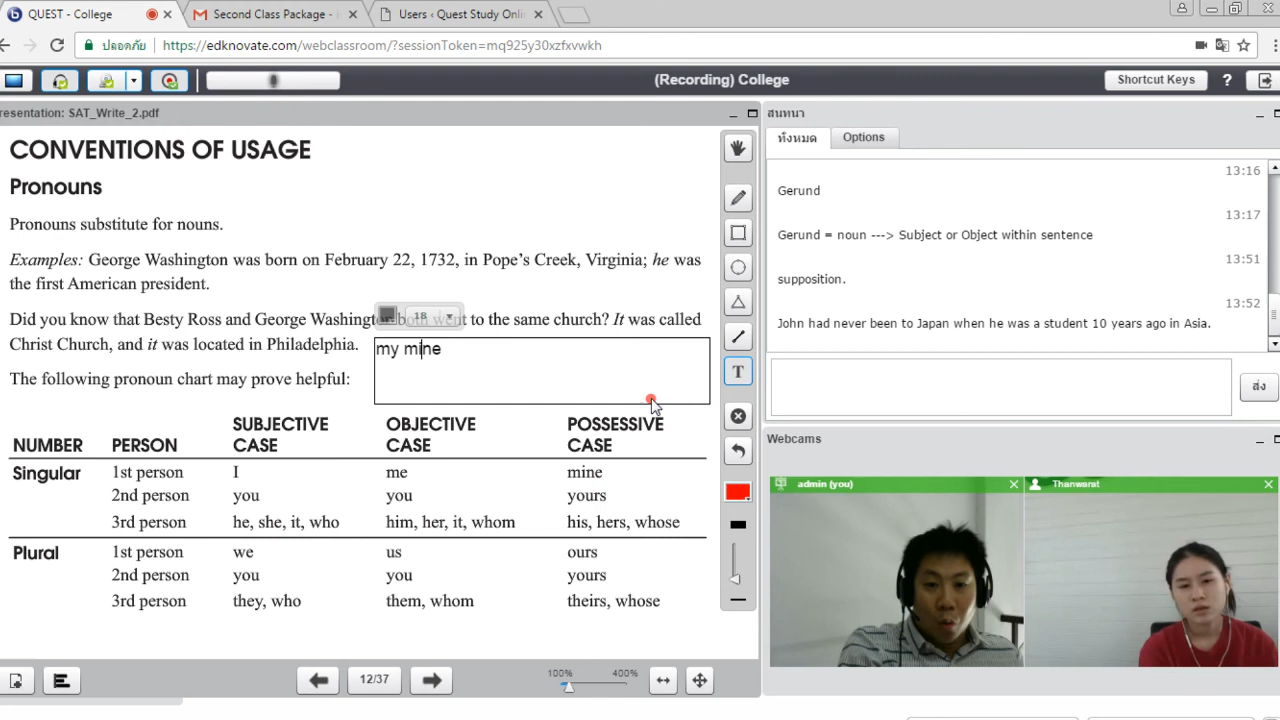 QUEST - College
Second Class Package -
Users ‹ Quest Study Onli
ปลอดภัย
https://edknovate.com/webclassroom/?sessionToken=mq925y30xzfxvwkh
(Recording) College
Shortcut Keys
?
resentation: SAT_Write_2.pdf
CONVENTIONS OF USAGE
Pronouns
Pronouns substitute for nouns.
Examples: George Washington was born on February 22, 1732, in Pope's Creek, Virginia; he was
the first American president.
18
Did you know that Besty Ross and George Washington both went to the same church? It was called
Christ Church, and it was located in Philadelphia.
my mine
The following pronoun chart may prove helpful:
NUMBER PERSON SUBJECTIVE CASE OBJECTIVE CASE POSSESSIVE CASE
Singular 1st person I me mine
2nd person you you yours
3rd person he, she, it, who him, her, it, whom his, hers, whose
Plural 1st person we us ours
2nd person you you yours
3rd person they, who them, whom theirs, whose
T
12/37
100% 400%
สนทนา
ทั้งหมด Options
13:16
Gerund
13:17
Gerund = noun ---> Subject or Object within sentence
13:51
supposition.
13:52
John had never been to Japan when he was a student 10 years ago in Asia.
ส่ง
Webcams
admin (you)
Thanwarat